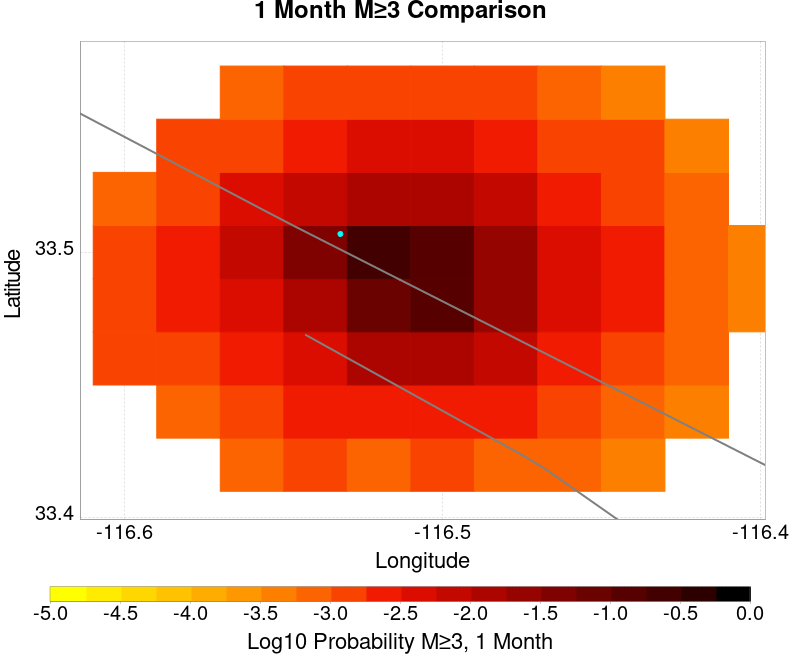 1 Month M≥3 Comparison
Latitude
33.5
33.4
-116.6 -116.5 -116.4
Longitude
-5.0 -4.5 -4.0 -3.5 -3.0 -2.5 -2.0 -1.5 -1.0 -0.5 0.0
Log10 Probability M≥3, 1 Month